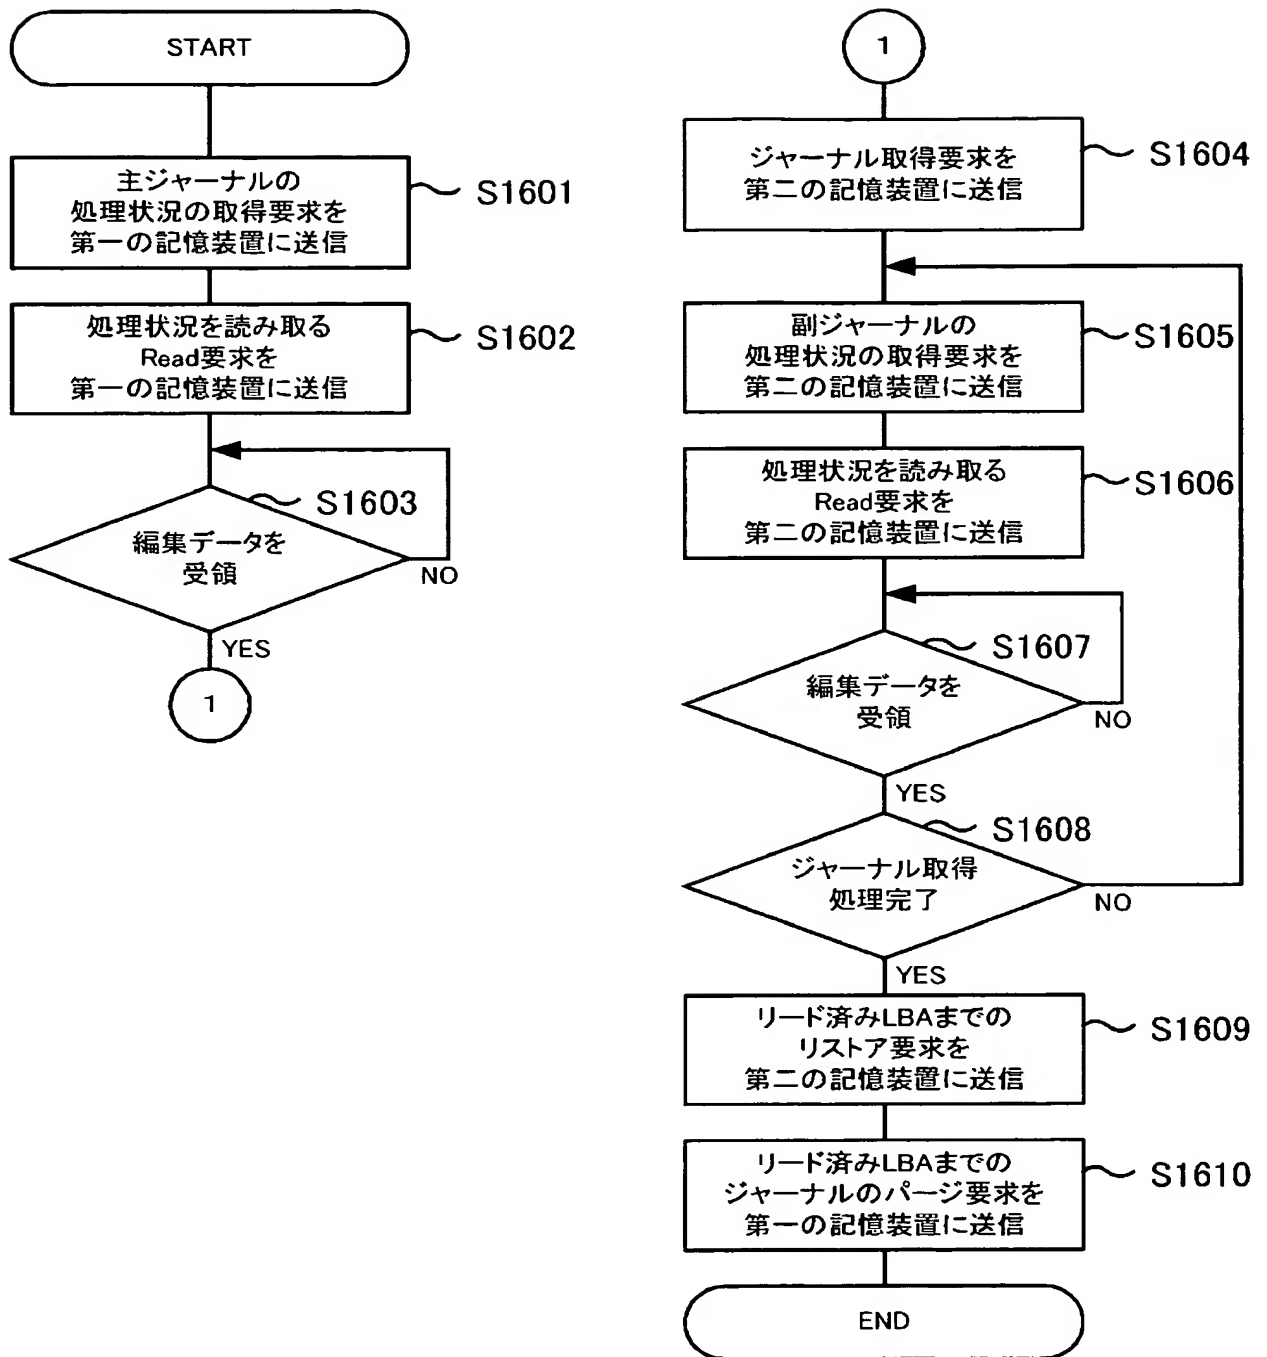 START
主ジャーナルの
処理状況の取得要求を
第一の記憶装置に送信
S1601
処理状況を読み取る
Read要求を
第一の記憶装置に送信
S1602
S1603
編集データを
受領
NO
YES
1
1
ジャーナル取得要求を
第二の記憶装置に送信
S1604
副ジャーナルの
処理状況の取得要求を
第二の記憶装置に送信
S1605
処理状況を読み取る
Read要求を
第二の記憶装置に送信
S1606
S1607
編集データを
受領
NO
YES
S1608
ジャーナル取得
処理完了
NO
YES
リード済みLBAまでの
リストア要求を
第二の記憶装置に送信
S1609
リード済みLBAまでの
ジャーナルのパージ要求を
第一の記憶装置に送信
S1610
END